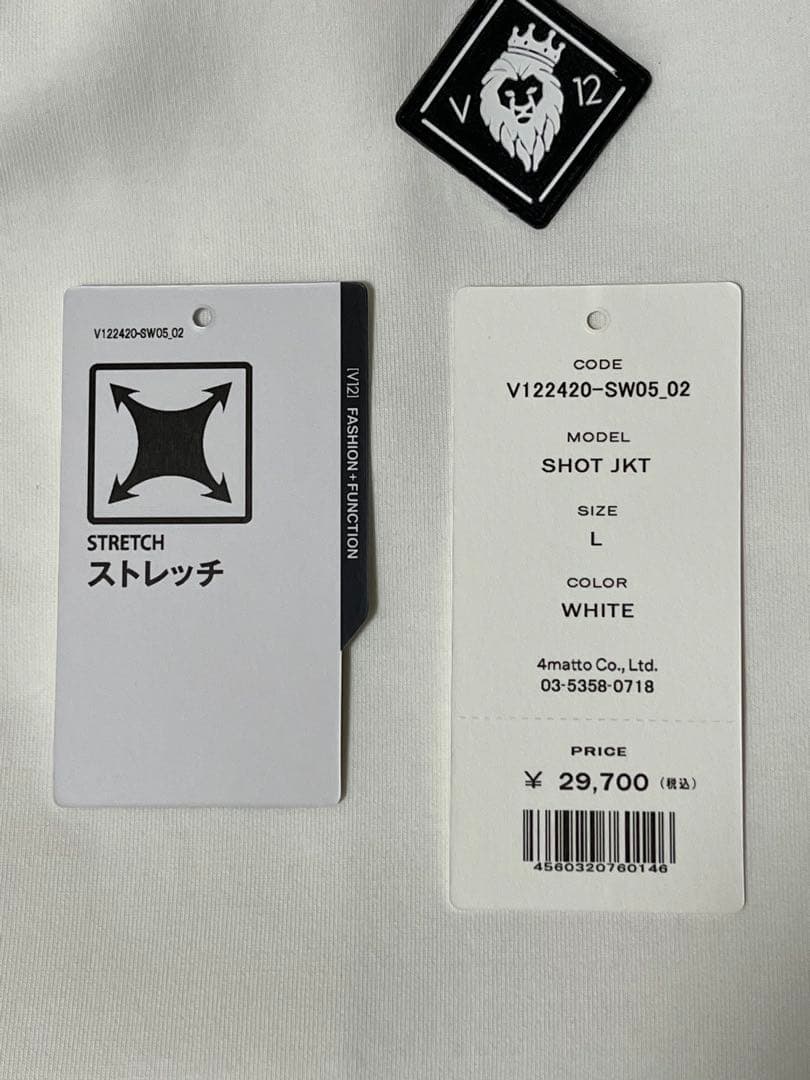 V 12
V122420-SW05_02
STRETCH
ストレッチ
[V12] FASHION+FUNCTION
CODE
V122420-SW05_02
MODEL
SHOT JKT
SIZE
L
COLOR
WHITE
4matto Co., Ltd.
03-5358-0718
PRICE
¥ 29,700 (税込)
4560320760146